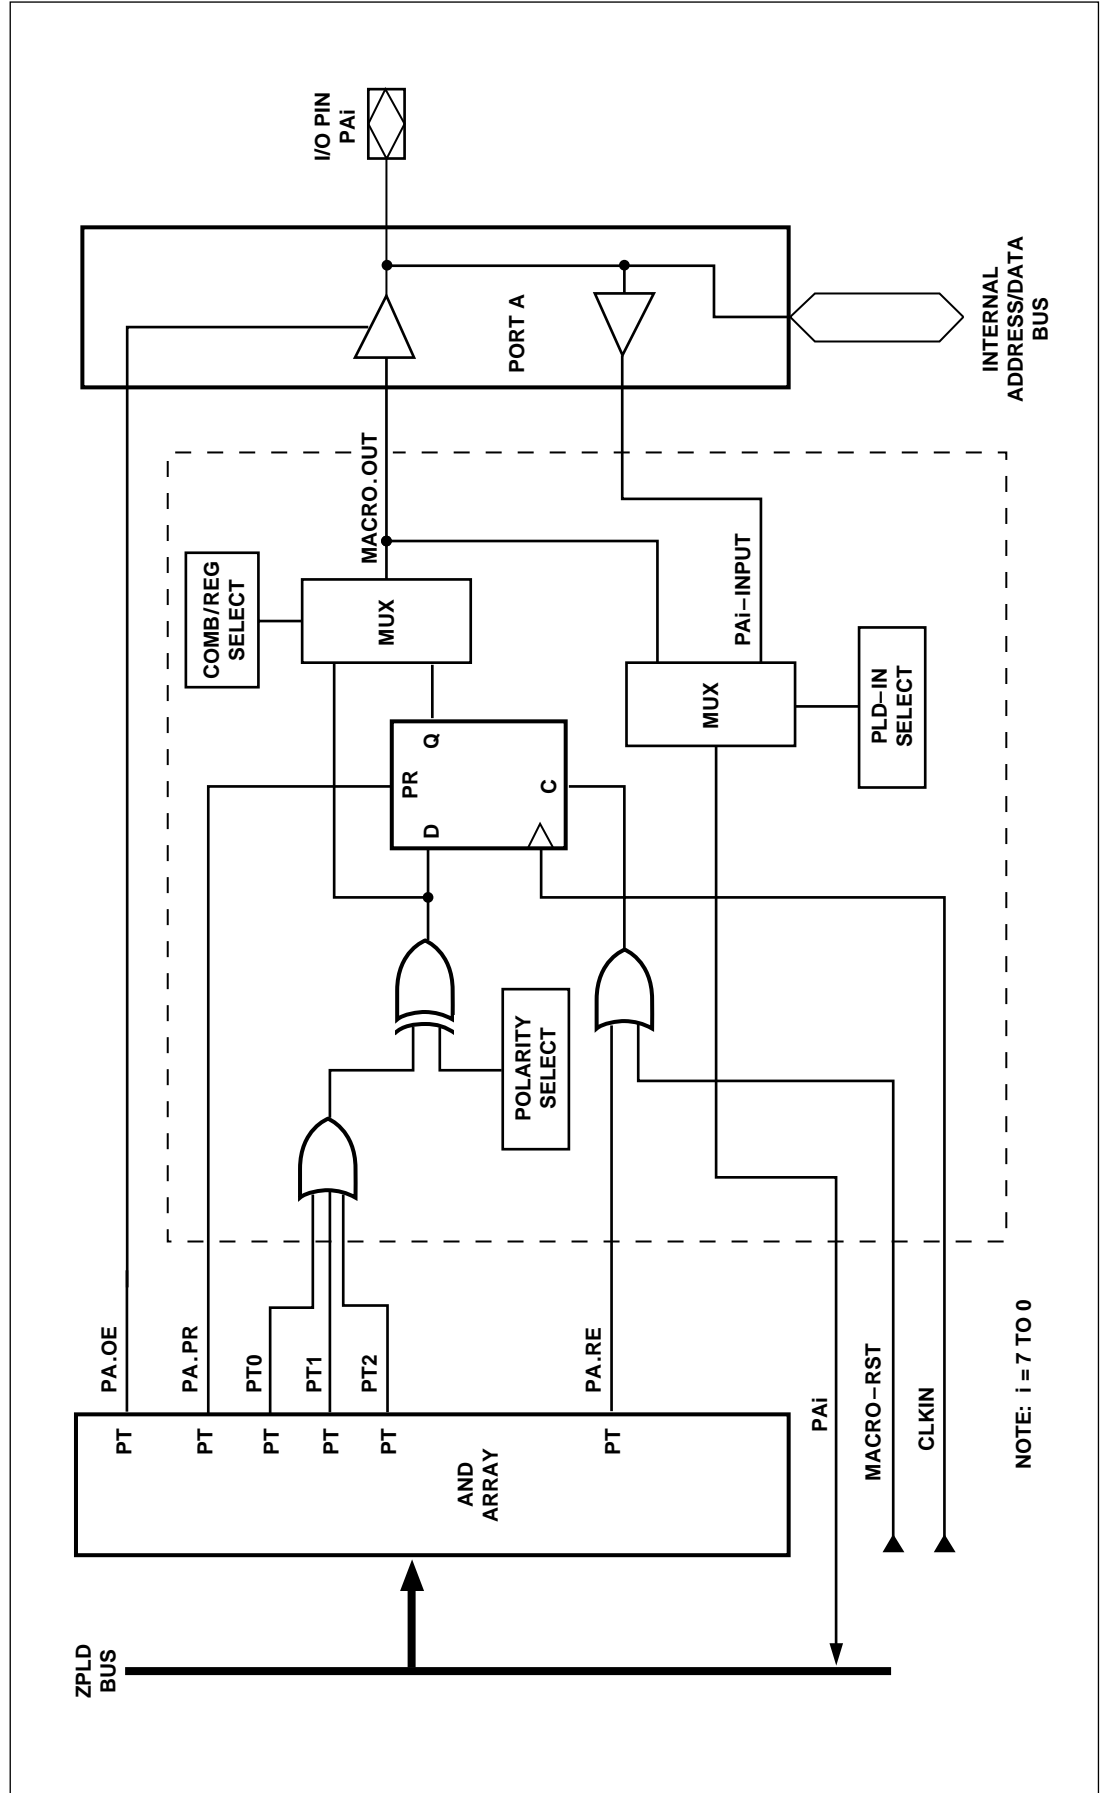 ZPLD
BUS
AND
ARRAY
PT
PT
PT
PT
PT
PT
PA.OE
PA.PR
PT0
PT1
PT2
PA.RE
PAi
MACRO–RST
CLKIN
NOTE: i = 7 TO 0
POLARITY
SELECT
D
PR
Q
C
COMB/REG
SELECT
MUX
MACRO.OUT
MUX
PAi–INPUT
PLD–IN
SELECT
PORT A
I/O PIN
PAi
INTERNAL
ADDRESS/DATA
BUS